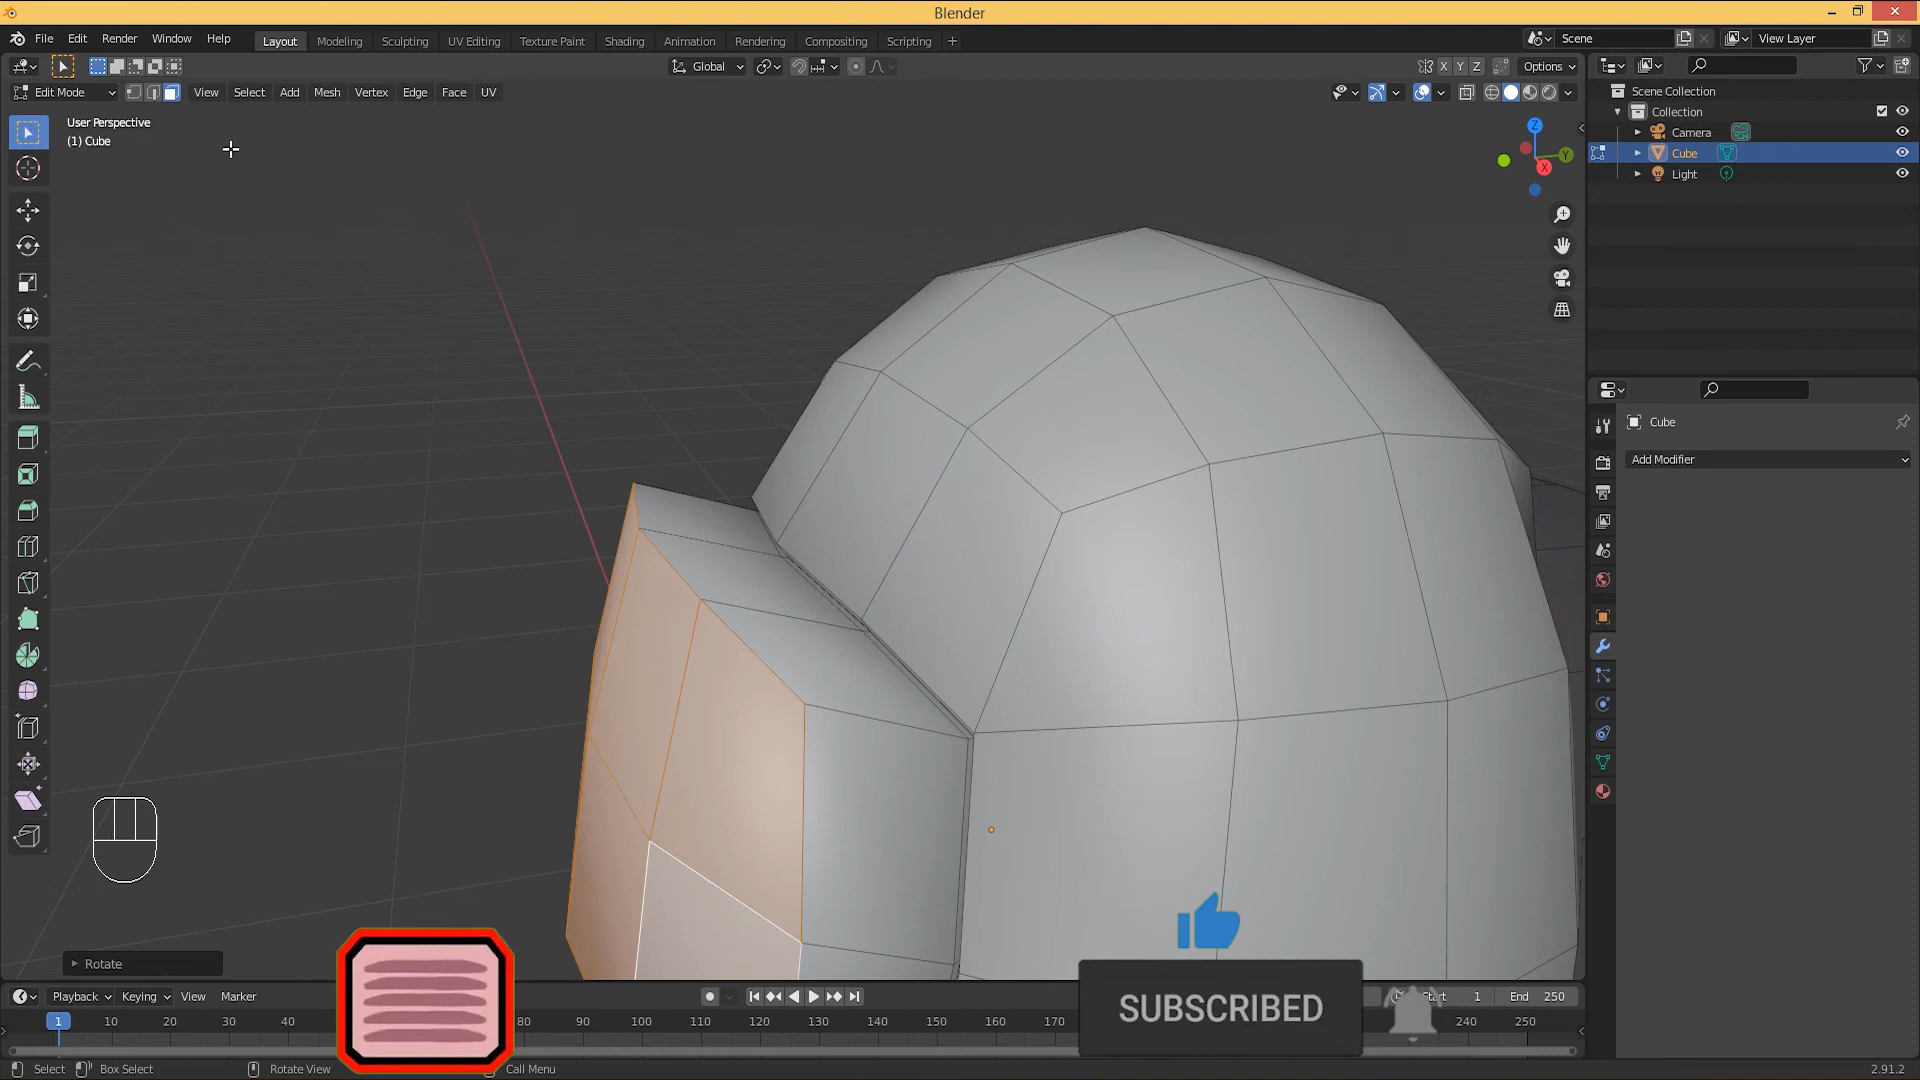 Blender
File Edit Render Window Help Layout Modeling Sculpting UV Editing Texture Paint Shading Animation Rendering Compositing Scripting + Scene View Layer
Global X Y Z Options
Edit Mode View Select Add Mesh Vertex Edge Face UV
User Perspective
(1) Cube
Z
Y
X
Scene Collection
Collection
Camera
Cube
Light
Cube
Add Modifier
Rotate
Playback Keying View Marker Start 1 End 250
1 10 20 30 40 80 90 100 110 120 130 140 150 160 170 240 250
SUBSCRIBED
Select Box Select Rotate View Call Menu 2.91.2